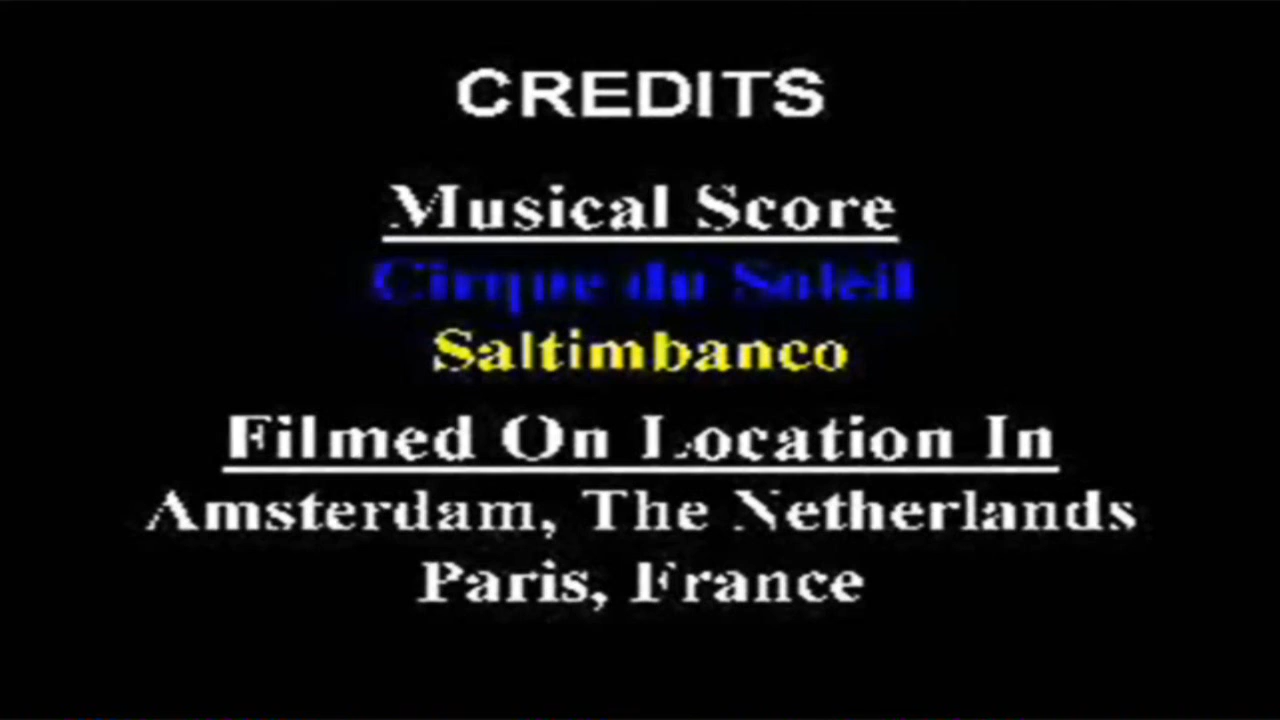 CREDITS
Musical Score
Cirque du Soleil
Saltimbanco
Filmed On Location In
Amsterdam, The Netherlands
Paris, France